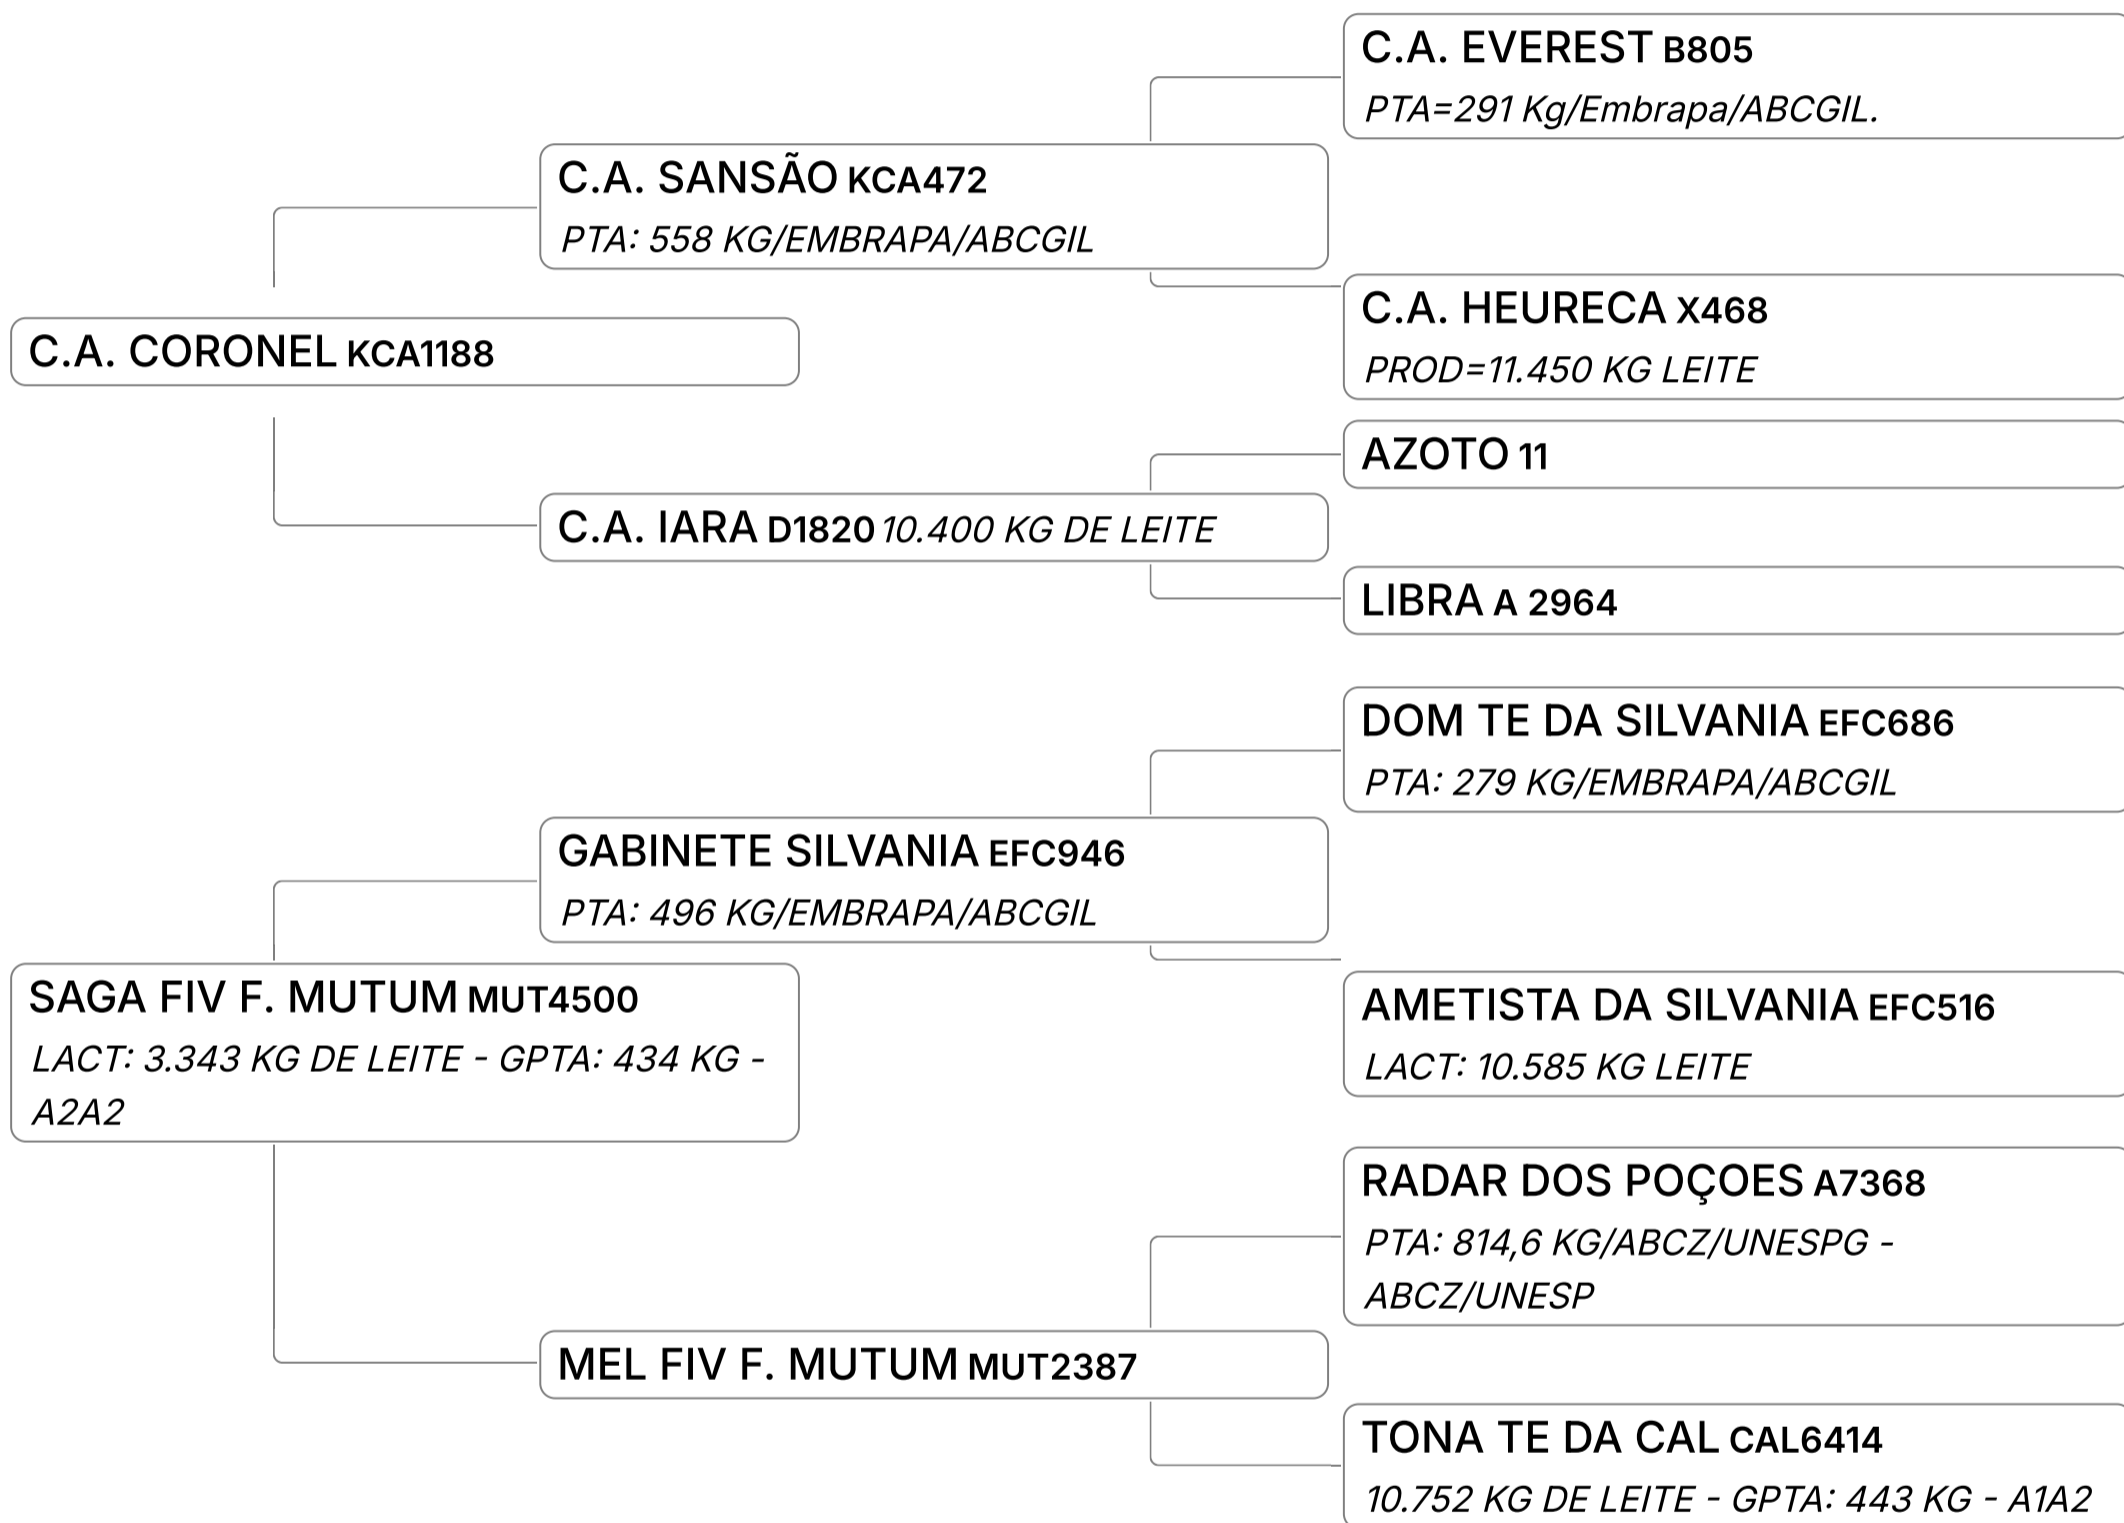 C.A. EVEREST B805
PTA=291 Kg/Embrapa/ABCGIL.
C.A. SANSÃO KCA472
PTA: 558 KG/EMBRAPA/ABCGIL
C.A. HEURECA X468
PROD=11.450 KG LEITE
C.A. CORONEL KCA1188
AZOTO 11
C.A. IARA D1820 10.400 KG DE LEITE
LIBRA A 2964
DOM TE DA SILVANIA EFC686
PTA: 279 KG/EMBRAPA/ABCGIL
GABINETE SILVANIA EFC946
PTA: 496 KG/EMBRAPA/ABCGIL
SAGA FIV F. MUTUM MUT4500
LACT: 3.343 KG DE LEITE - GPTA: 434 KG -
A2A2
AMETISTA DA SILVANIA EFC516
LACT: 10.585 KG LEITE
RADAR DOS POÇOES A7368
PTA: 814,6 KG/ABCZ/UNESPG -
ABCZ/UNESP
MEL FIV F. MUTUM MUT2387
TONA TE DA CAL CAL6414
10.752 KG DE LEITE - GPTA: 443 KG - A1A2